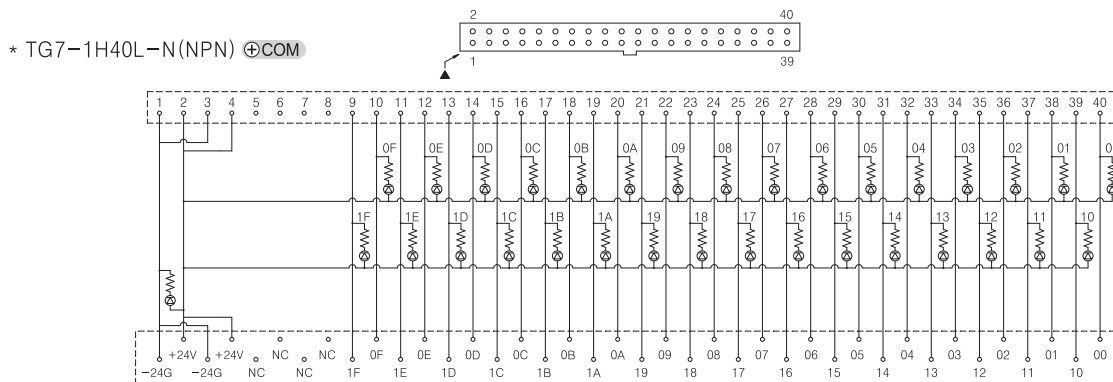 2 40
* TG7-1H40L-N(NPN) ⊕COM
1 39
1 2 3 4 5 6 7 8 9 10 11 12 13 14 15 16 17 18 19 20 21 22 23 24 25 26 27 28 29 30 31 32 33 34 35 36 37 38 39 40
0F 0E 0D 0C 0B 0A 09 08 07 06 05 04 03 02 01
1F 1E 1D 1C 1B 1A 19 18 17 16 15 14 13 12 11 10
+24V +24V NC NC 0F 0E 0D 0C 0B 0A 09 08 07 06 05 04 03 02 01 00
-24G -24G NC NC 1F 1E 1D 1C 1B 1A 19 18 17 16 15 14 13 12 11 10